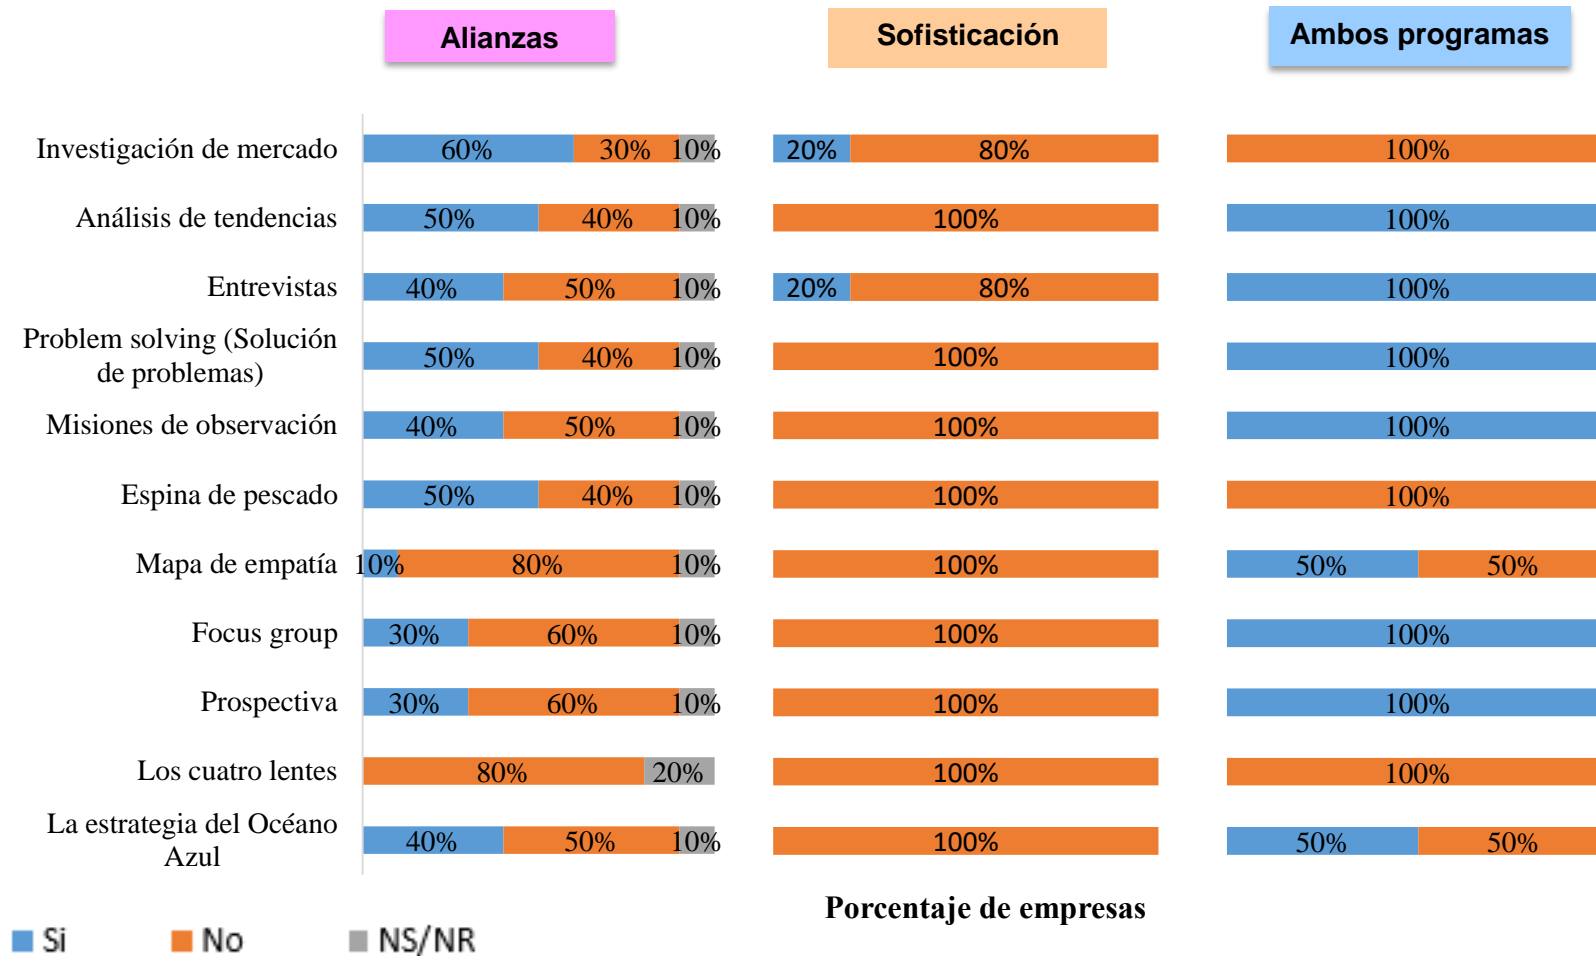 Alianzas Sofisticación Ambos programas
Investigación de mercado 60% 30% 10% 20% 80% 100%
Análisis de tendencias 50% 40% 10% 100% 100%
Entrevistas 40% 50% 10% 20% 80% 100%
Problem solving (Solución
de problemas) 50% 40% 10% 100% 100%
Misiones de observación 40% 50% 10% 100% 100%
Espina de pescado 50% 40% 10% 100% 100%
Mapa de empatía 10% 80% 10% 100% 50% 50%
Focus group 30% 60% 10% 100% 100%
Prospectiva 30% 60% 10% 100% 100%
Los cuatro lentes 80% 20% 100% 100%
La estrategia del Océano
Azul 40% 50% 10% 100% 50% 50%
Porcentaje de empresas
Si No NS/NR